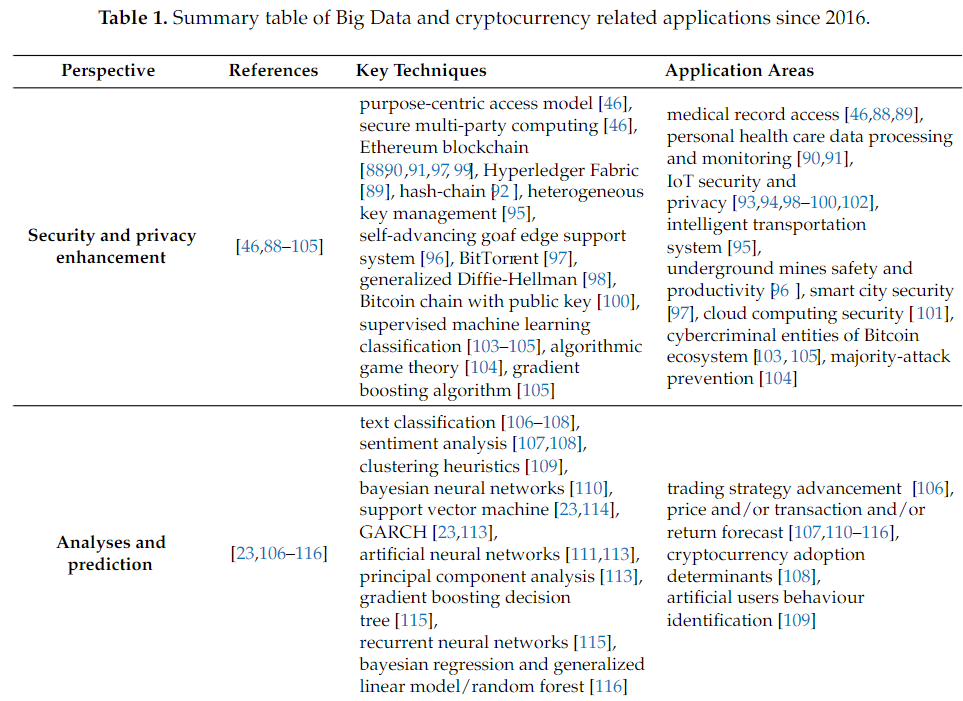 Table 1. Summary table of Big Data and cryptocurrency related applications since 2016.
Perspective References Key Techniques Application Areas
Security and privacy
enhancement
[46,88–105]
purpose-centric access model [46],
secure multi-party computing [46],
Ethereum blockchain
[88,90,91,97,99], Hyperledger Fabric
[89], hash-chain [92], heterogeneous
key management [95],
self-advancing goaf edge support
system [96], BitTorrent [97],
generalized Diffie-Hellman [98],
Bitcoin chain with public key [100],
supervised machine learning
classification [103–105], algorithmic
game theory [104], gradient
boosting algorithm [105]
medical record access [46,88,89],
personal health care data processing
and monitoring [90,91],
IoT security and
privacy [93,94,98–100,102],
intelligent transportation
system [95],
underground mines safety and
productivity [96], smart city security
[97], cloud computing security [101],
cybercriminal entities of Bitcoin
ecosystem [103, 105], majority-attack
prevention [104]
Analyses and
prediction
[23,106–116]
text classification [106–108],
sentiment analysis [107,108],
clustering heuristics [109],
bayesian neural networks [110],
support vector machine [23,114],
GARCH [23,113],
artificial neural networks [111,113],
principal component analysis [113],
gradient boosting decision
tree [115],
recurrent neural networks [115],
bayesian regression and generalized
linear model/random forest [116]
trading strategy advancement [106],
price and/or transaction and/or
return forecast [107,110–116],
cryptocurrency adoption
determinants [108],
artificial users behaviour
identification [109]